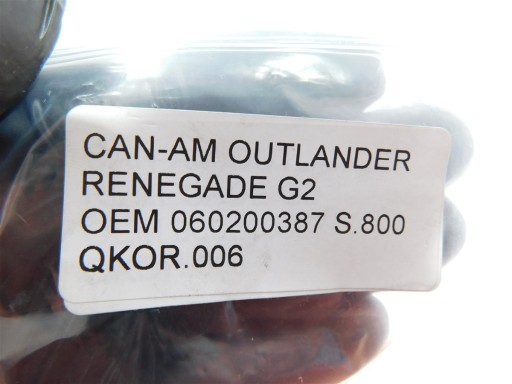 CAN-AM OUTLANDER
RENEGADE G2
OEM 060200387 S.800
QKOR.006